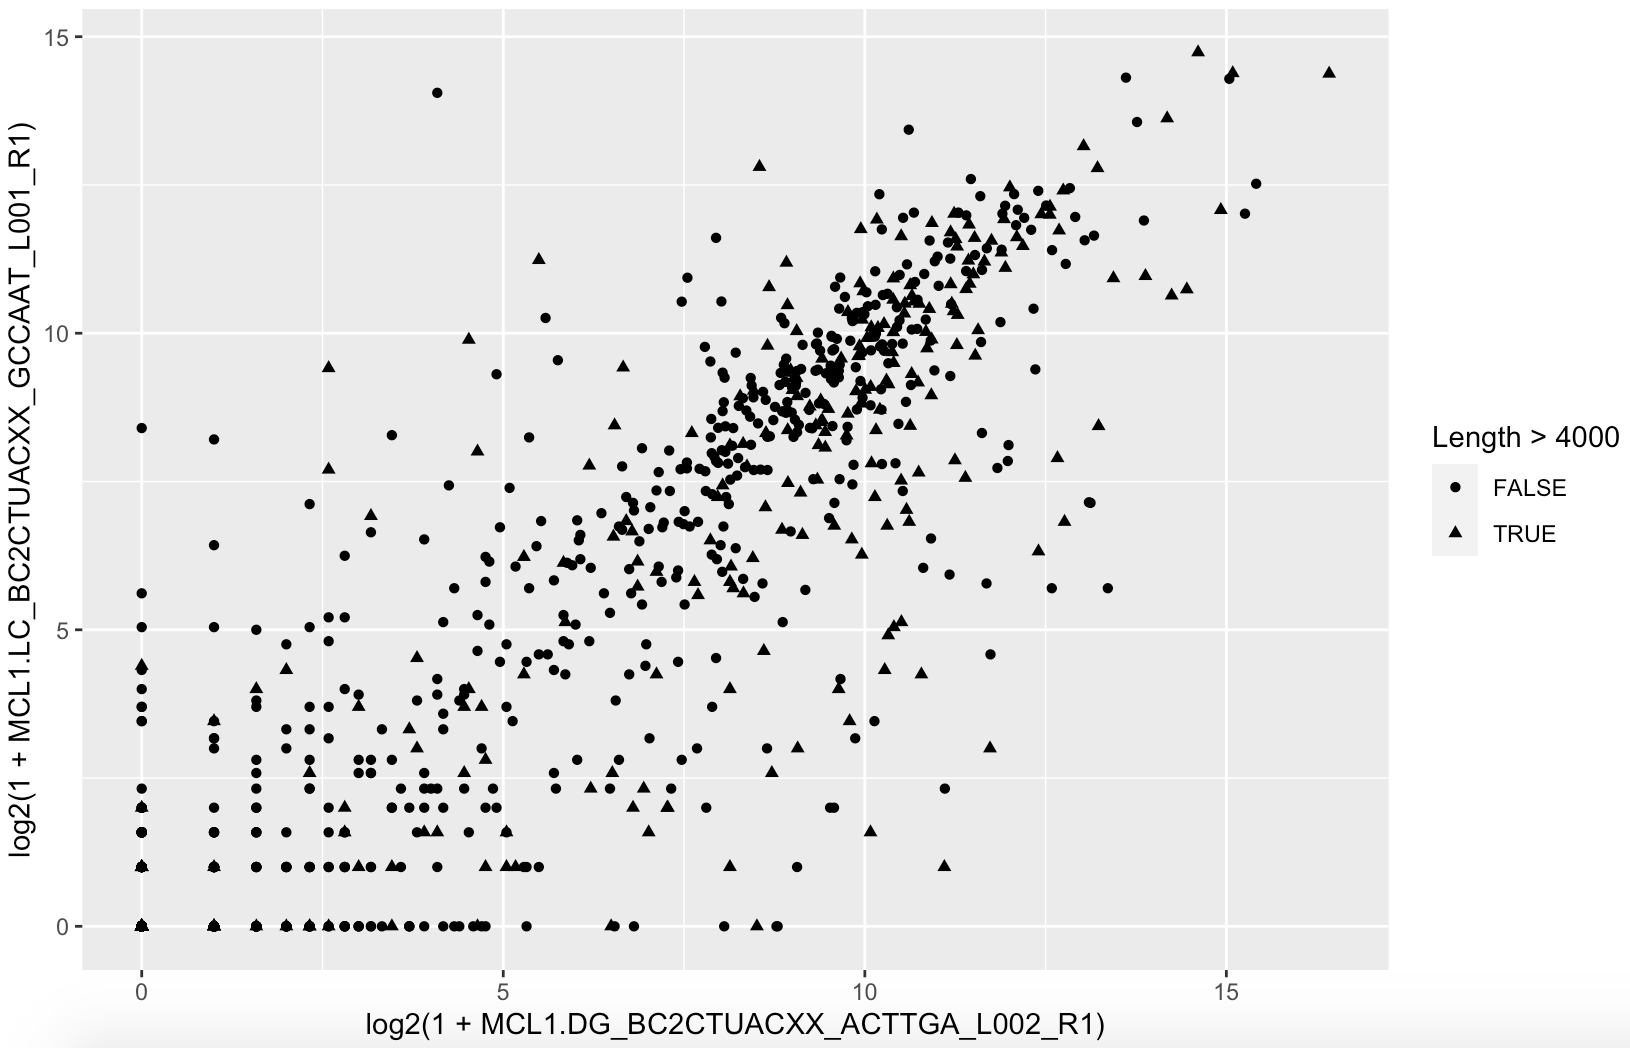 15
10
5
0
log2(1 + MCL1.LC_BC2CTUACXX_GCCAAT_L001_R1)
0
5
10
15
log2(1 + MCL1.DG_BC2CTUACXX_ACTTGA_L002_R1)
Length > 4000
FALSE
TRUE